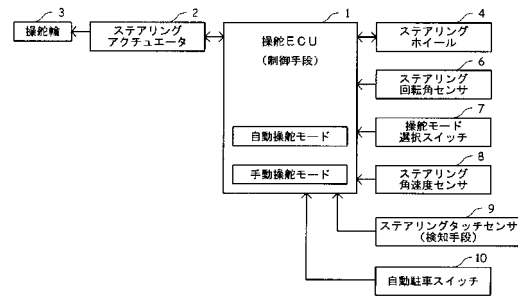 3
操舵輪
2
ステアリング
アクチュエータ
1
操舵ECU
(制御手段)
自動操舵モード
手動操舵モード
4
ステアリング
ホイール
6
ステアリング
回転角センサ
7
操舵モード
選択スイッチ
8
ステアリング
角速度センサ
9
ステアリングタッチセンサ
(検知手段)
10
自動駐車スイッチ